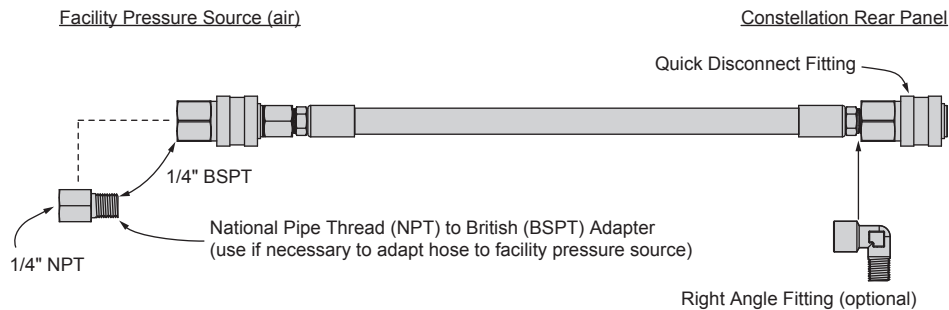 Facility Pressure Source (air)
Constellation Rear Panel
Quick Disconnect Fitting
1/4" BSPT
National Pipe Thread (NPT) to British (BSPT) Adapter
(use if necessary to adapt hose to facility pressure source)
1/4" NPT
Right Angle Fitting (optional)